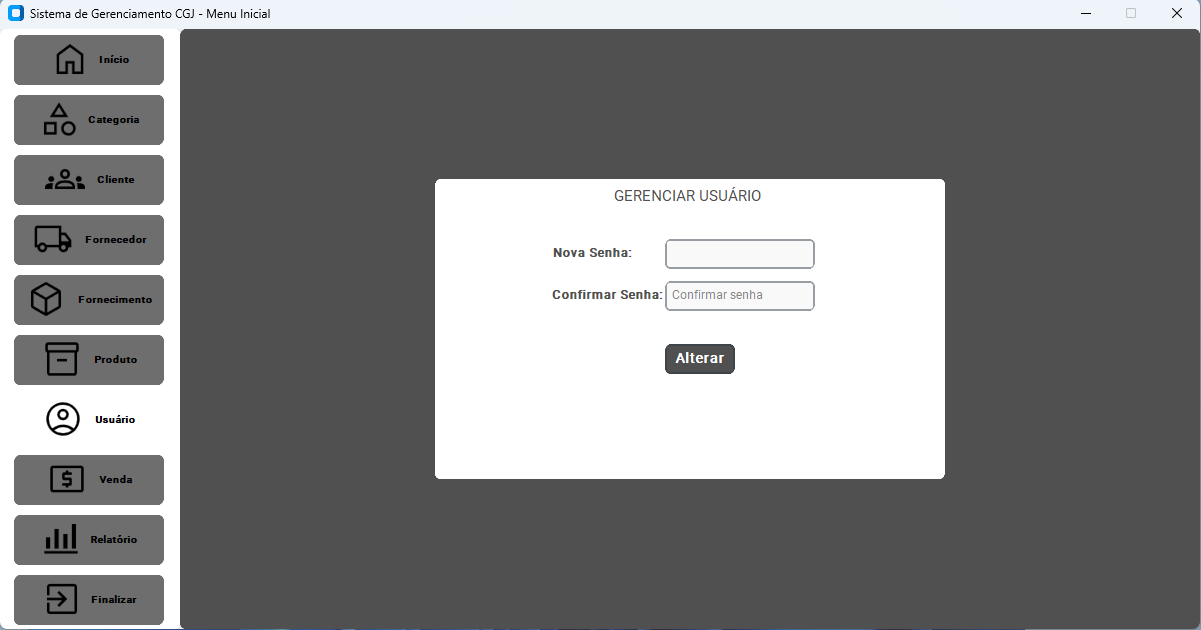 Sistema de Gerenciamento CGJ - Menu Inicial
Início
Categoria
Cliente
Fornecedor
Fornecimento
Produto
Usuário
Venda
Relatório
Finalizar
GERENCIAR USUÁRIO
Nova Senha:
Confirmar Senha: Confirmar senha
Alterar